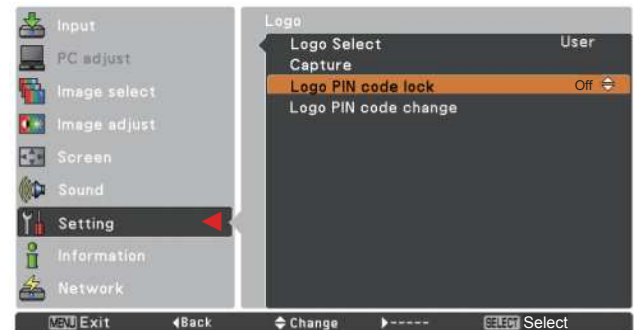 Input
PC adjust
Image select
Image adjust
Screen
Sound
Setting
Information
Network
Logo
Logo Select User
Capture
Logo PIN code lock Off
Logo PIN code change
MENU Exit Back Change ----- SELECT Select